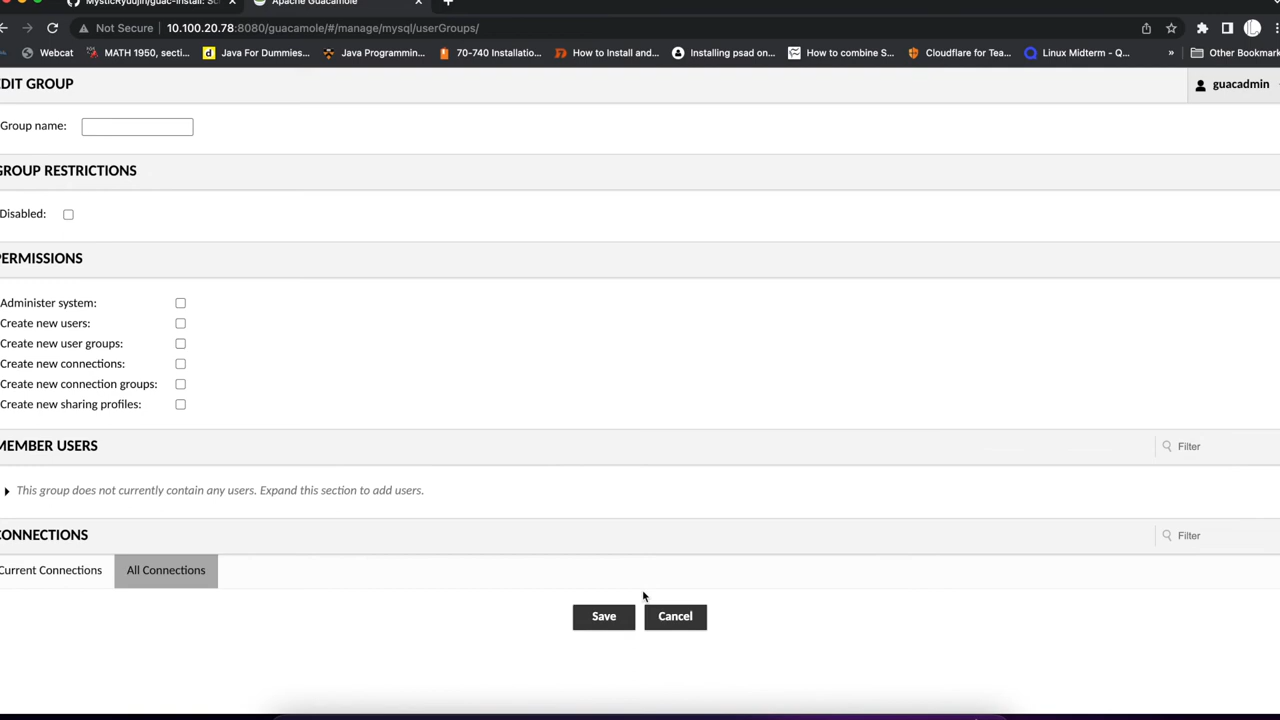 MysticRyuujin/guac-install: Scr
Apache Guacamole
Not Secure 10.100.20.78:8080/guacamole/#/manage/mysql/userGroups/
Webcat MATH 1950, secti... Java For Dummies... Java Programmin... 70-740 Installatio... How to Install and... Installing psad on... How to combine S... Cloudflare for Tea... Linux Midterm - Q... » Other Bookmark
EDIT GROUP
guacadmin
Group name:
GROUP RESTRICTIONS
Disabled:
PERMISSIONS
Administer system:
Create new users:
Create new user groups:
Create new connections:
Create new connection groups:
Create new sharing profiles:
MEMBER USERS
Filter
This group does not currently contain any users. Expand this section to add users.
CONNECTIONS
Filter
Current Connections All Connections
Save Cancel